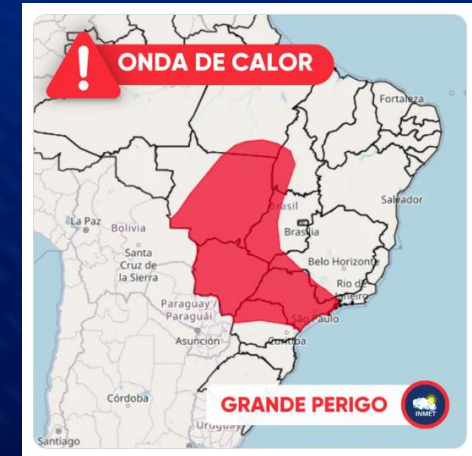 ONDA DE CALOR
Fortaleza
Salvador
Brasil
Brasília
La Paz
Bolivia
Santa
Cruz de
la Sierra
Belo Horizonte
Rio de
Janeiro
São Paulo
Paraguay /
Paraguái
Asunción
Curitiba
Córdoba
Uruguay
Santiago
GRANDE PERIGO
INMET